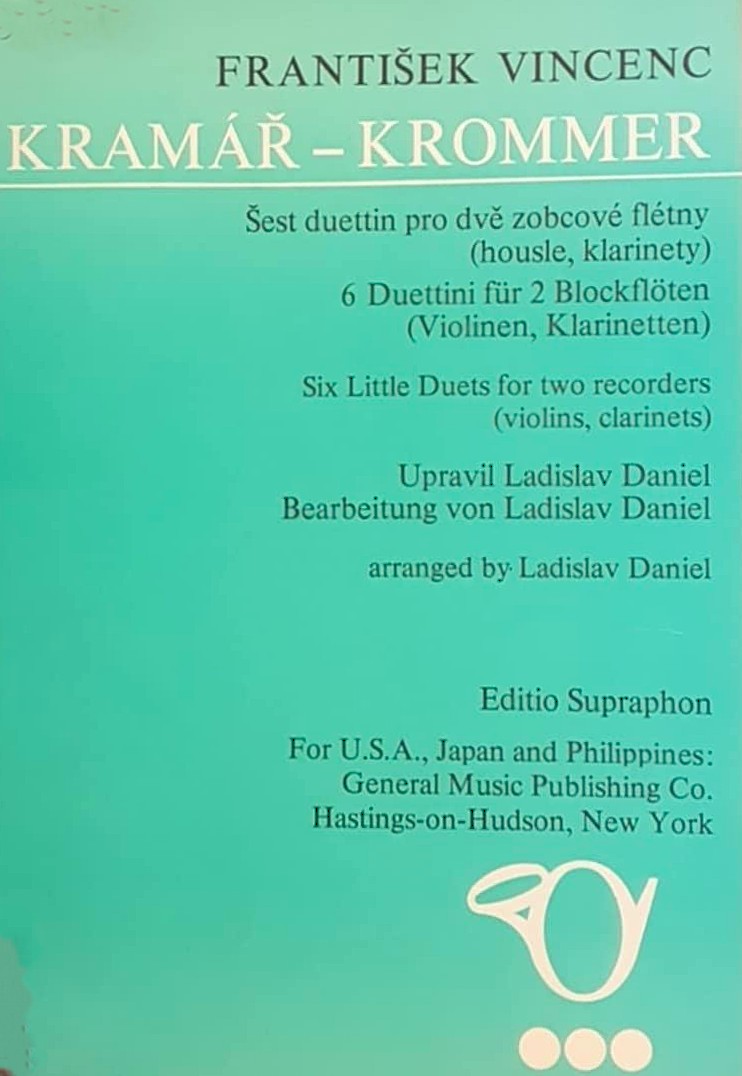 FRANTIŠEK VINCENC
KRAMÁŘ – KROMMER
Šest duettin pro dvě zobcové flétny
(housle, klarinety)
6 Duettini für 2 Blockflöten
(Violinen, Klarinetten)
Six Little Duets for two recorders
(violins, clarinets)
Upravil Ladislav Daniel
Bearbeitung von Ladislav Daniel
arranged by Ladislav Daniel
Editio Supraphon
For U.S.A., Japan and Philippines:
General Music Publishing Co.
Hastings-on-Hudson, New York